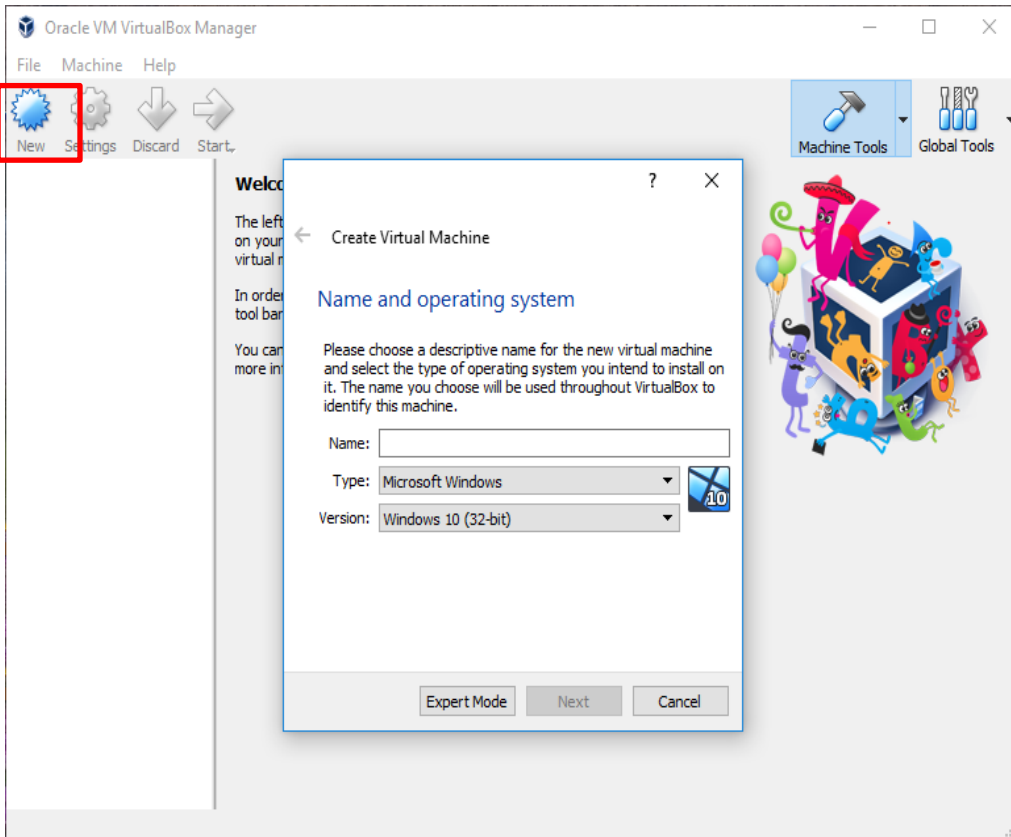 Oracle VM VirtualBox Manager
File Machine Help
New Settings Discard Start
Machine Tools Global Tools
Welc
The left
on your
virtual
In order
tool bar
You can
more in
? X
Create Virtual Machine
Name and operating system
Please choose a descriptive name for the new virtual machine
and select the type of operating system you intend to install on
it. The name you choose will be used throughout VirtualBox to
identify this machine.
Name:
Type: Microsoft Windows
10
Version: Windows 10 (32-bit)
Expert Mode Next Cancel